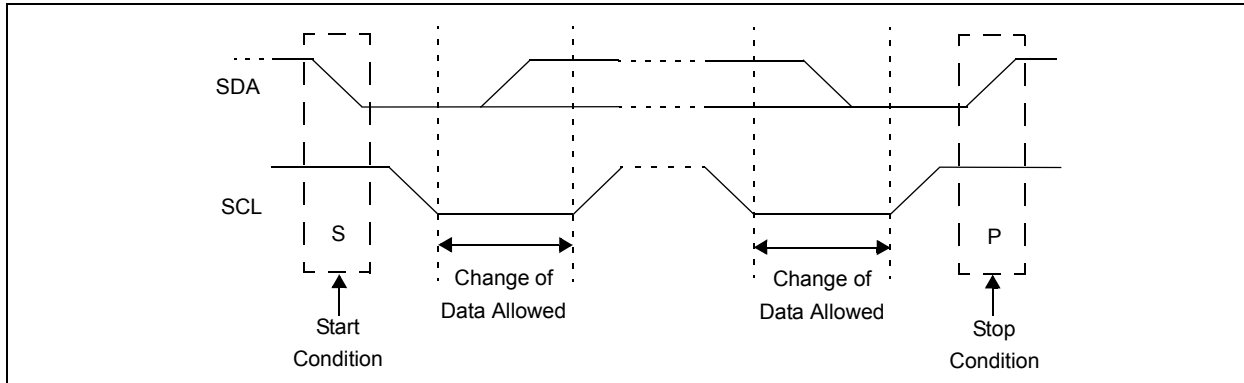 SDA
SCL
S
P
Change of
Data Allowed
Change of
Data Allowed
Start
Condition
Stop
Condition